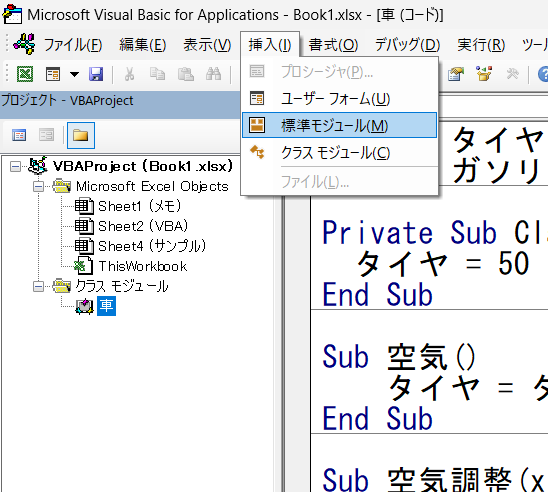 Microsoft Visual Basic for Applications - Book1.xlsx - [車 (コード)]
ファイル(F) 編集(E) 表示(V) 挿入(I) 書式(O) デバッグ(D) 実行(R) ツー
プロシージャ(P)...
ユーザー フォーム(U)
標準モジュール(M)
クラス モジュール(C)
ファイル(L)...
プロジェクト - VBAProject
VBAProject (Book1.xlsx)
Microsoft Excel Objects
Sheet1 (メモ)
Sheet2 (VBA)
Sheet4 (サンプル)
ThisWorkbook
クラス モジュール
車
タイヤ
ガソリ
Private Sub Cl
タイヤ = 50
End Sub
Sub 空気()
タイヤ = タ
End Sub
Sub 空気調整(x